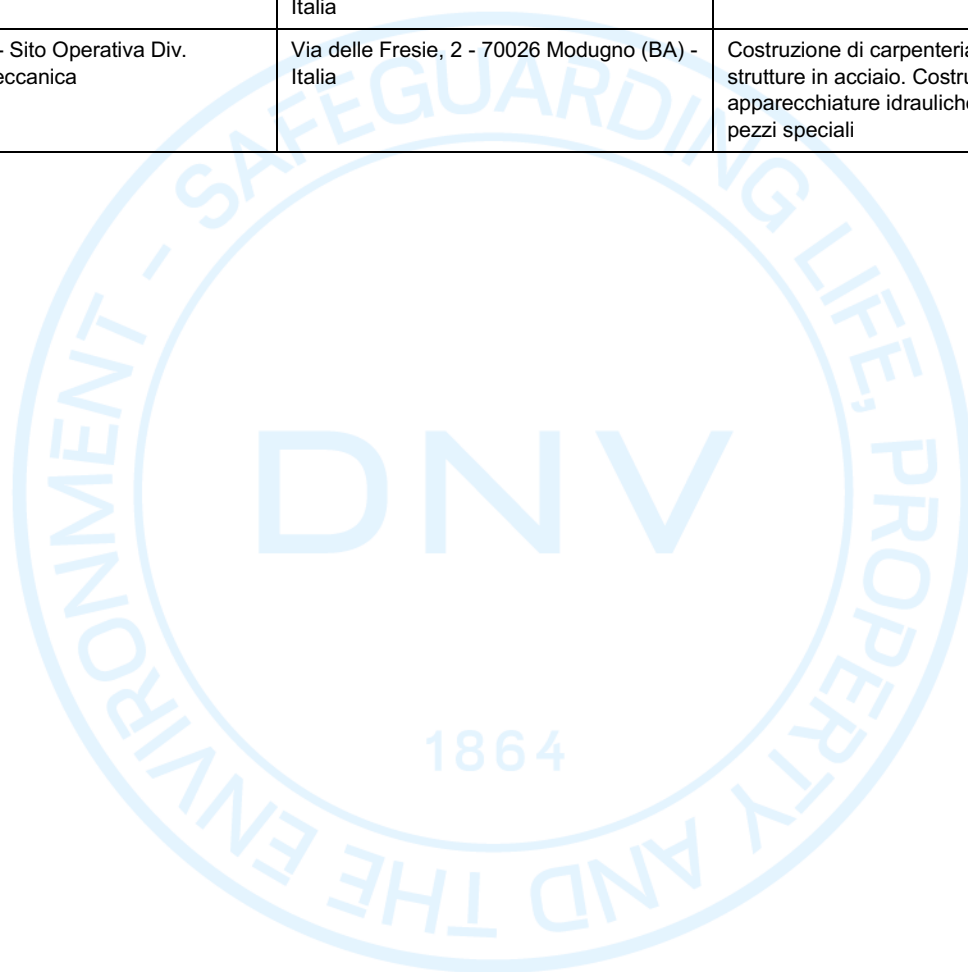 Italia
- Sito Operativa Div.
eccanica
Via delle Fresie, 2 - 70026 Modugno (BA) -
Italia
Costruzione di carpenteria
strutture in acciaio. Costru
apparecchiature idrauliche
pezzi speciali
SAFEGUARDING LIFE, PROPERTY AND THE ENVIRONMENT -
DNV
1864